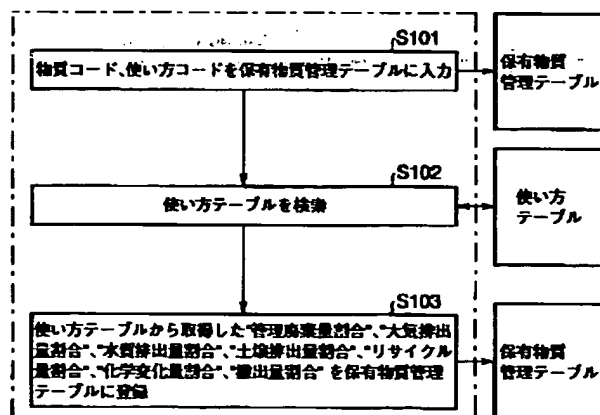 S101
物質コード、使い方コードを保有物質管理テーブルに入力
保有物質
管理テーブル
S102
使い方テーブルを検索
使い方
テーブル
S103
使い方テーブルから取得した"管理廃棄量割合"、"大気排出
量割合"、"水質排出量割合"、"土壌排出量割合"、"リサイクル
量割合"、"化学変化量割合"、"搬出量割合" を保有物質管理
テーブルに登録
保有物質
管理テーブル